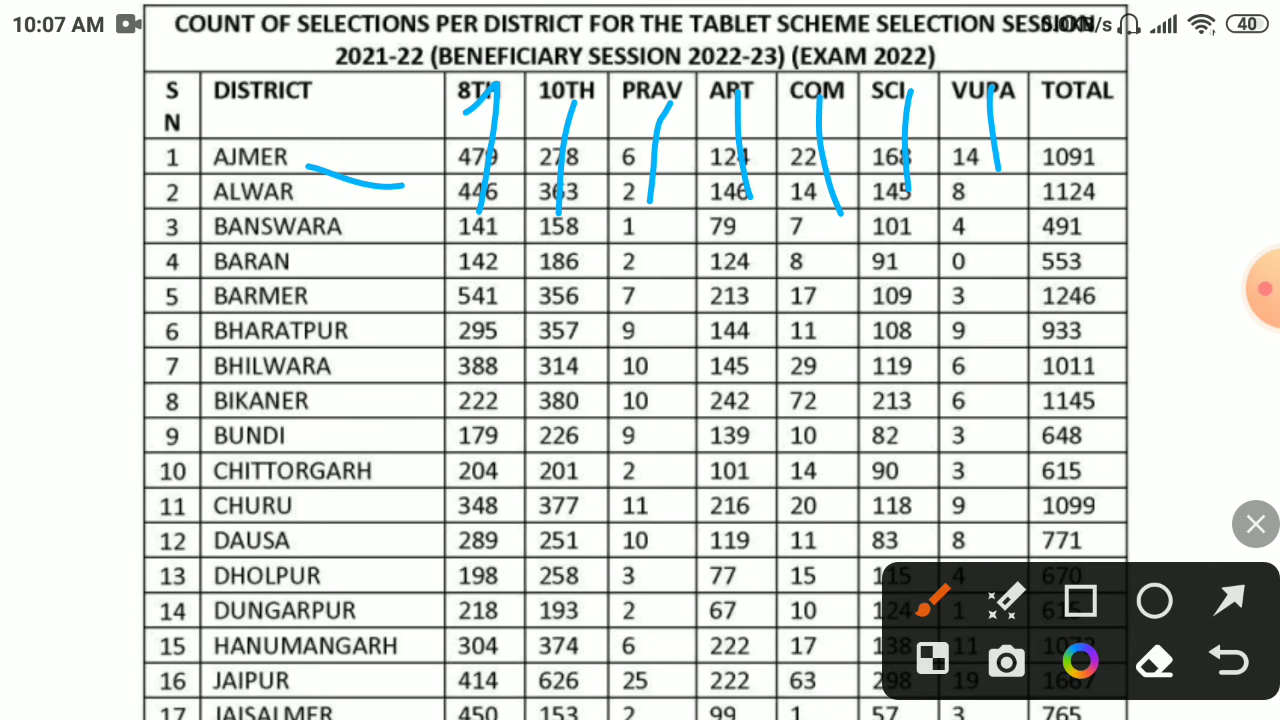 10:07 AM
40
COUNT OF SELECTIONS PER DISTRICT FOR THE TABLET SCHEME SELECTION SESSION
2021-22 (BENEFICIARY SESSION 2022-23) (EXAM 2022)
S N DISTRICT 8TH 10TH PRAV ART COM SCI VUPA TOTAL
1 AJMER 479 278 6 124 22 168 14 1091
2 ALWAR 446 363 2 146 14 145 8 1124
3 BANSWARA 141 158 1 79 7 101 4 491
4 BARAN 142 186 2 124 8 91 0 553
5 BARMER 541 356 7 213 17 109 3 1246
6 BHARATPUR 295 357 9 144 11 108 9 933
7 BHILWARA 388 314 10 145 29 119 6 1011
8 BIKANER 222 380 10 242 72 213 6 1145
9 BUNDI 179 226 9 139 10 82 3 648
10 CHITTORGARH 204 201 2 101 14 90 3 615
11 CHURU 348 377 11 216 20 118 9 1099
12 DAUSA 289 251 10 119 11 83 8 771
13 DHOLPUR 198 258 3 77 15 115 4 670
14 DUNGARPUR 218 193 2 67 10 124 1 615
15 HANUMANGARH 304 374 6 222 17 138 11 1072
16 JAIPUR 414 626 25 222 63 298 19 1667
17 JAISALMER 450 153 2 99 1 57 3 765